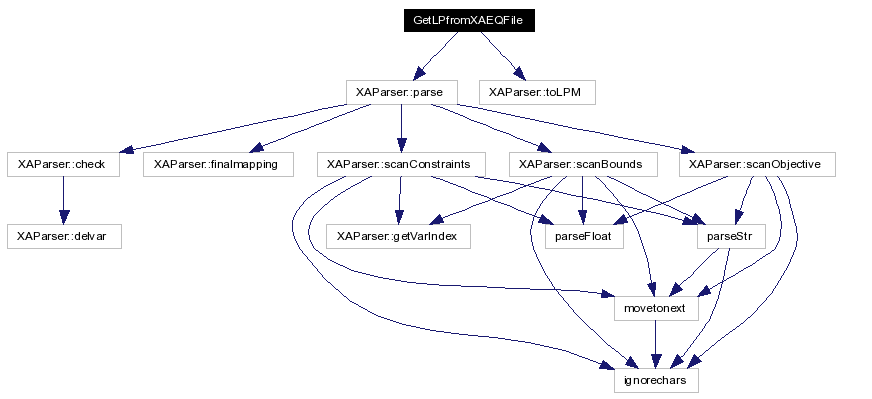 GetLPfromXAEQFile
XAParser::parse
XAParser::toLPM
XAParser::check
XAParser::finalmapping
XAParser::scanConstraints
XAParser::scanBounds
XAParser::scanObjective
XAParser::delvar
XAParser::getVarIndex
parseFloat
parseStr
movetonext
ignorechars